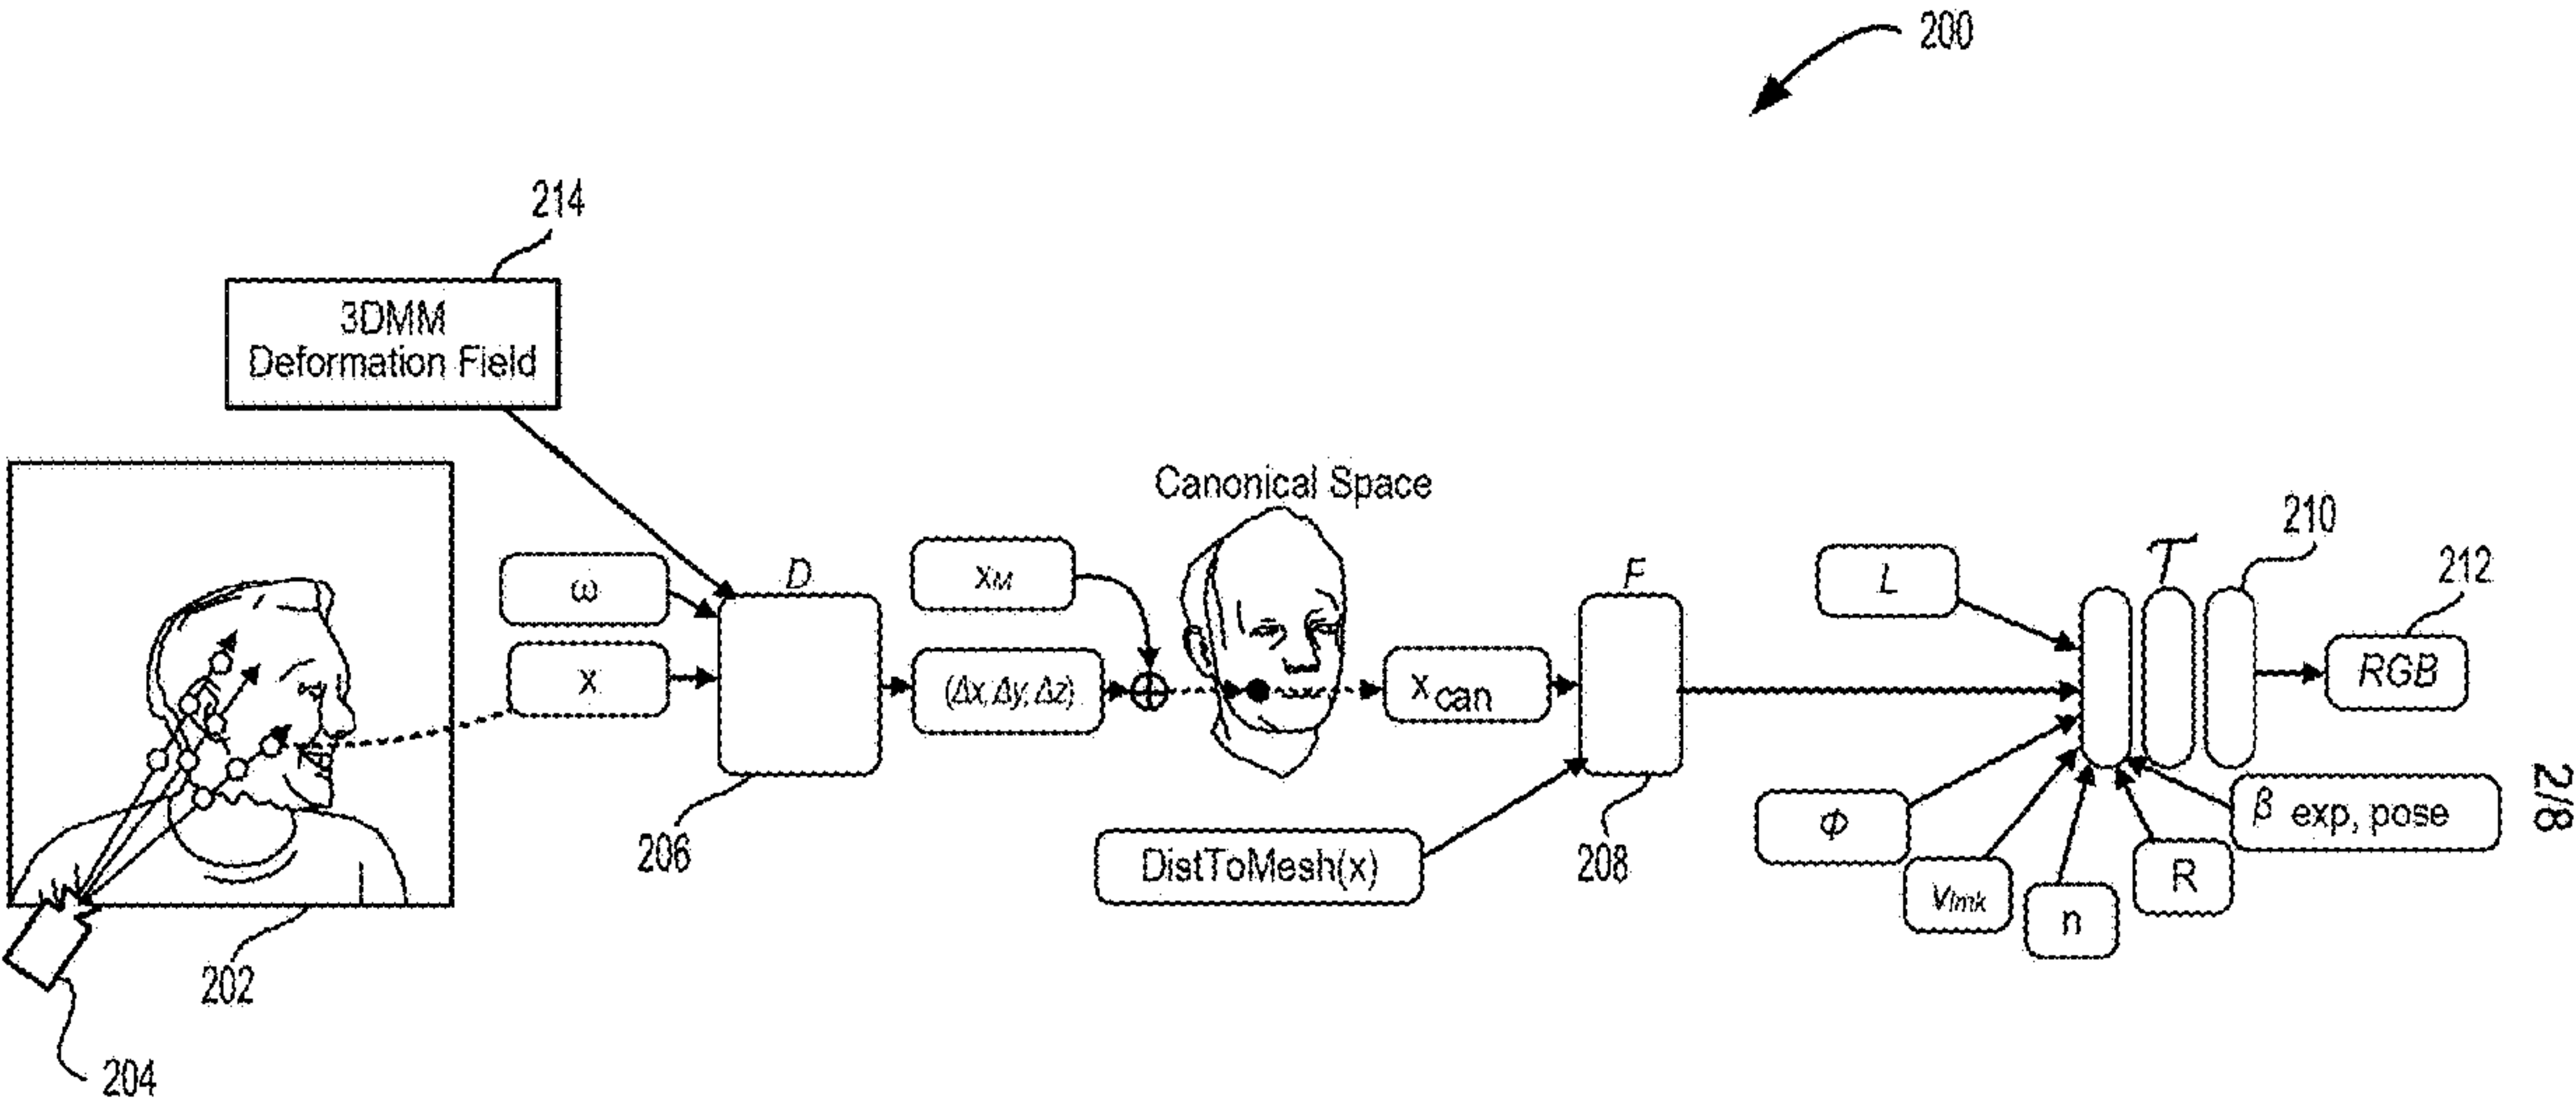 200
214
3DMM
Deformation Field
Canonical Space
210
T
212
ω
D
xM
F
L
x
(Δx, Δy, Δz)
xcan
RGB
206
DistToMesh(x)
208
Φ
vlmk
n
R
β exp, pose
202
204
2/8